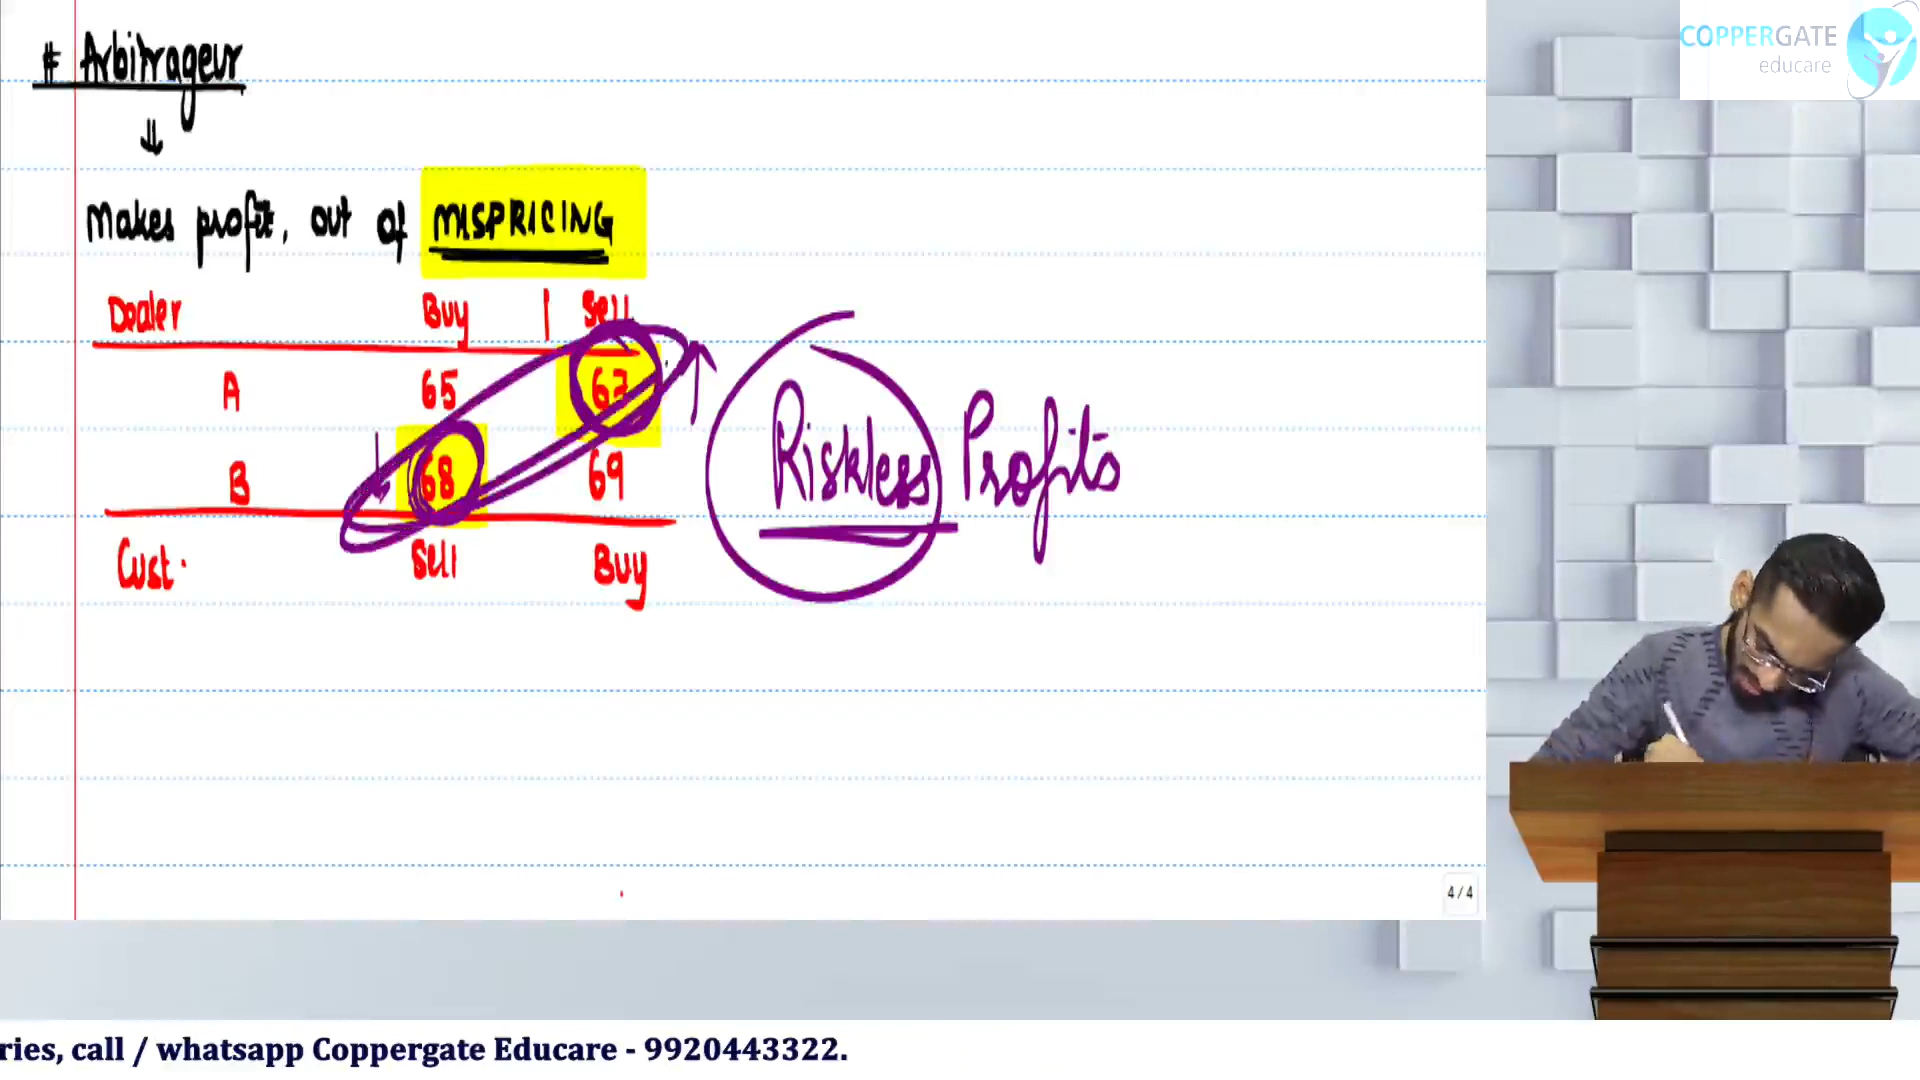 # Arbitrageur
⇓
Makes profit, out of MISPRICING
Dealer Buy | Sell
A 65 67
B 68 69
Cust. Sell Buy
Riskless Profits
COPPERGATE
educare
4/4
ries, call / whatsapp Coppergate Educare - 9920443322.